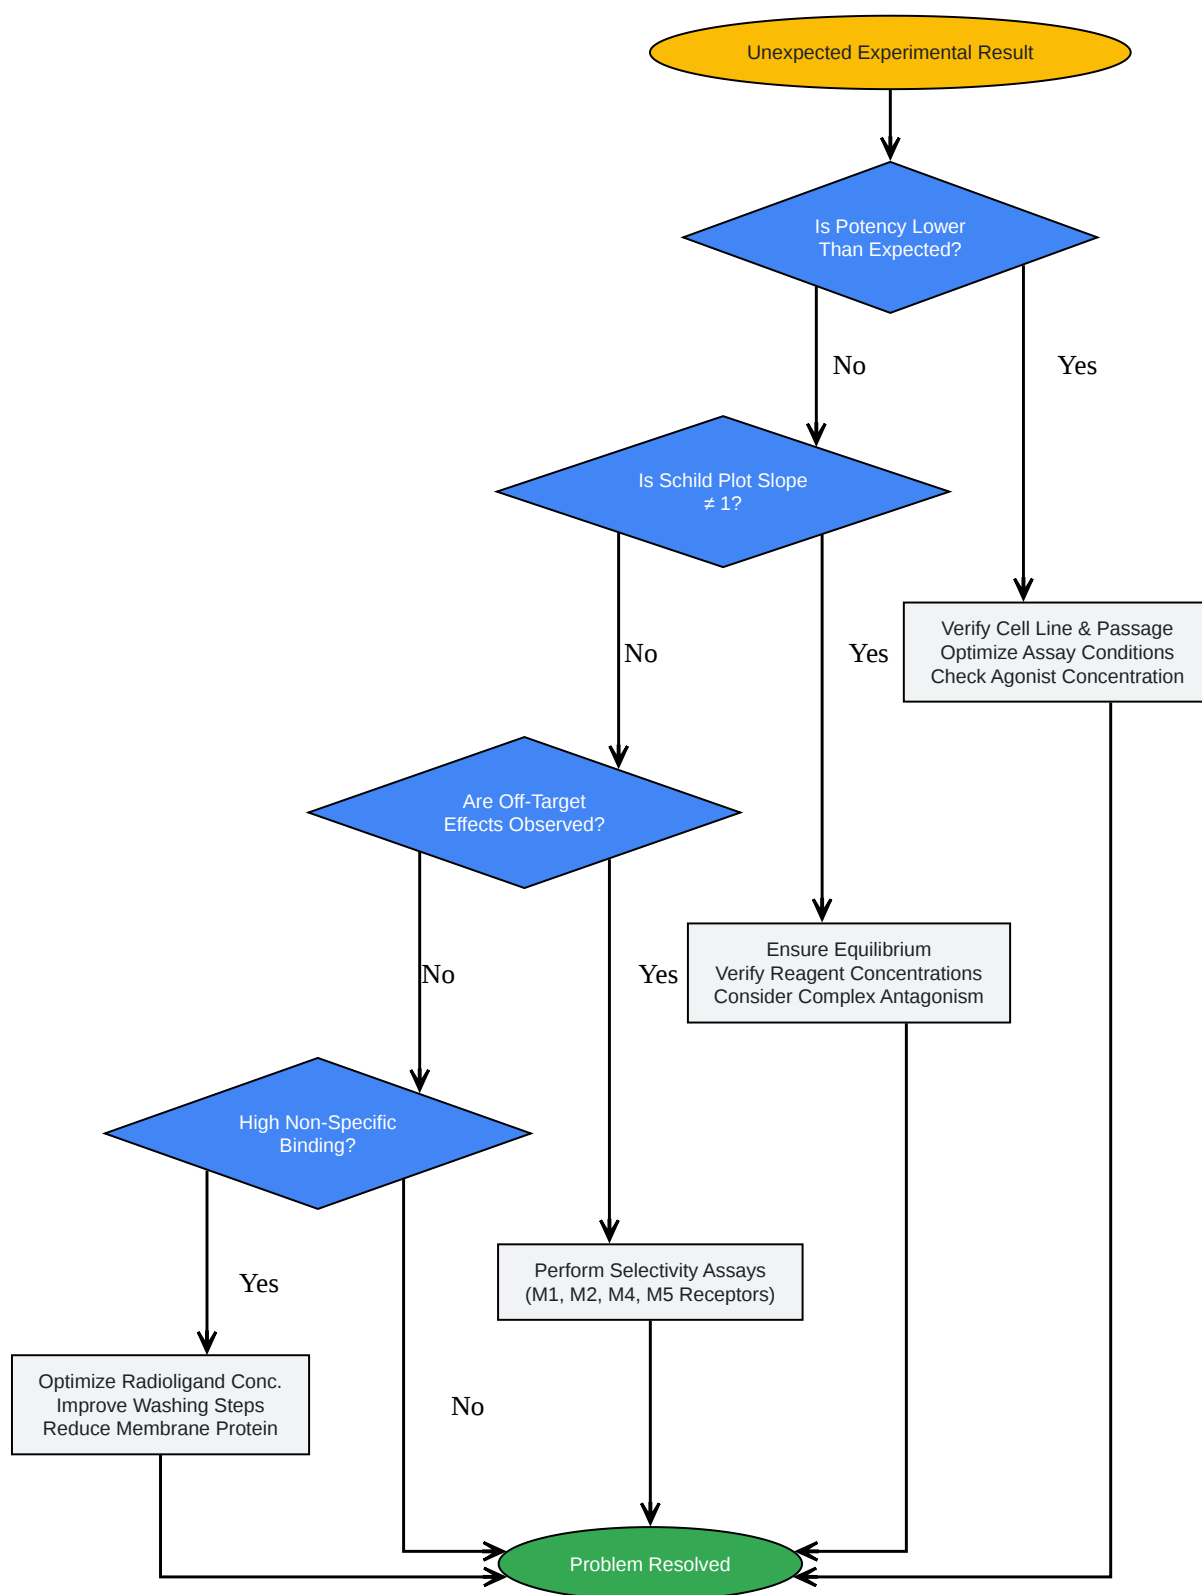 Unexpected Experimental Result
Is Potency Lower
Than Expected?
No
Yes
Is Schild Plot Slope
≠ 1?
Verify Cell Line & Passage
Optimize Assay Conditions
Check Agonist Concentration
No
Yes
Are Off-Target
Effects Observed?
Ensure Equilibrium
Verify Reagent Concentrations
Consider Complex Antagonism
No
Yes
High Non-Specific
Binding?
Perform Selectivity Assays
(M1, M2, M4, M5 Receptors)
Yes
Optimize Radioligand Conc.
Improve Washing Steps
Reduce Membrane Protein
No
Problem Resolved